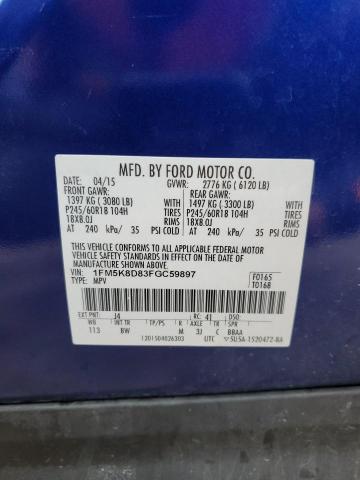 MFD. BY FORD MOTOR CO.
DATE: 04/15 GVWR: 2776 KG ( 6120 LB)
FRONT GAWR: REAR GAWR:
1397 KG ( 3080 LB) WITH 1497 KG ( 3300 LB) WITH
P245/60R18 104H TIRES P245/60R18 104H TIRES
18X8.0J RIMS 18X8.0J RIMS
AT 240 kPa/ 35 PSI COLD AT 240 kPa/ 35 PSI COLD
THIS VEHICLE CONFORMS TO ALL APPLICABLE FEDERAL MOTOR
VEHICLE SAFETY STANDARDS IN EFFECT ON THE DATE OF
MANUFACTURE SHOWN ABOVE.
VIN: 1FM5K8D83FGC59897 F0165
TYPE: MPV T0168
EXT PNT: J4 RC: 41 DSO:
WB INT TR TP/PS R AXLE TR SPR
113 BW M 3J C BBAA
1201504026303 UTC 5U5A-1520472-BA